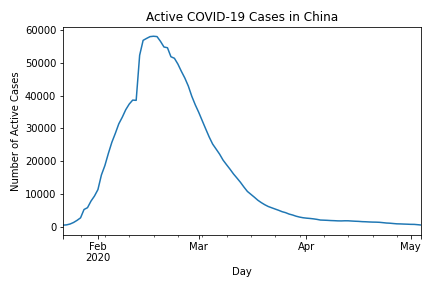 Active COVID-19 Cases in China
60000
50000
40000
30000
20000
10000
0
Number of Active Cases
Feb
2020
Mar
Apr
May
Day